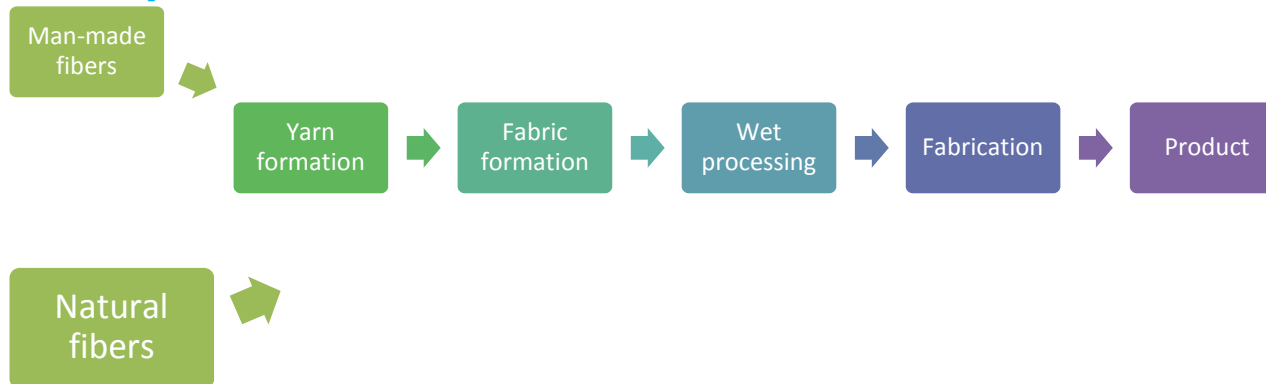 Man-made
fibers
Yarn
formation
Fabric
formation
Wet
processing
Fabrication
Product
Natural
fibers